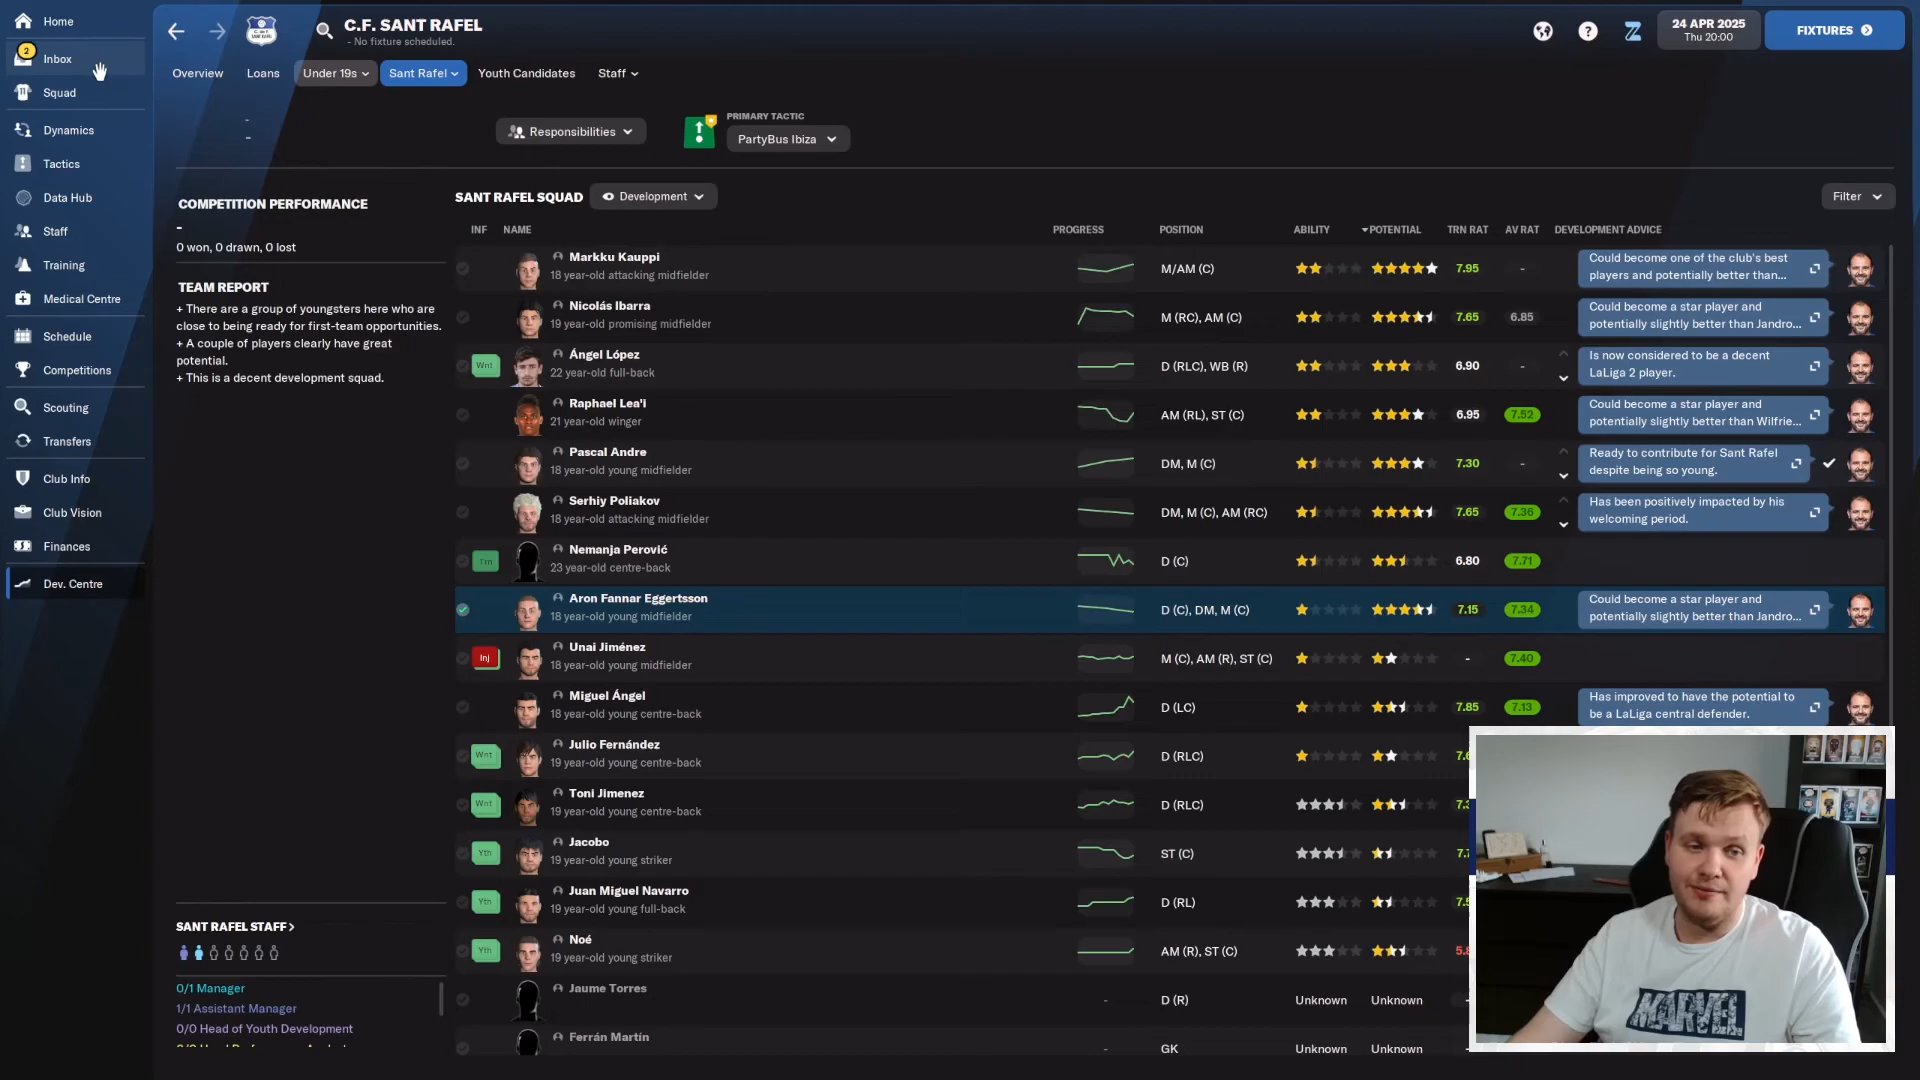 Home
2
Inbox
Squad
Dynamics
Tactics
Data Hub
Staff
Training
Medical Centre
Schedule
Competitions
Scouting
Transfers
Club Info
Club Vision
Finances
Dev. Centre
C.F. SANT RAFEL
- No fixture scheduled.
24 APR 2025
Thu 20:00
FIXTURES
Overview
Loans
Under 19s
Sant Rafel
Youth Candidates
Staff
-
-
Responsibilities
PRIMARY TACTIC
PartyBus Ibiza
COMPETITION PERFORMANCE
-
0 won, 0 drawn, 0 lost
TEAM REPORT
+ There are a group of youngsters here who are
close to being ready for first-team opportunities.
+ A couple of players clearly have great
potential.
+ This is a decent development squad.
SANT RAFEL STAFF >
0/1 Manager
1/1 Assistant Manager
0/0 Head of Youth Development
SANT RAFEL SQUAD
Development
Filter
INF NAME PROGRESS POSITION ABILITY POTENTIAL TRN RAT AV RAT DEVELOPMENT ADVICE
Markku Kauppi
18 year-old attacking midfielder
M/AM (C) 7.95 -
Could become one of the club's best
players and potentially better than...
Nicolás Ibarra
19 year-old promising midfielder
M (RC), AM (C) 7.65 6.85
Could become a star player and
potentially slightly better than Jandro...
Wnt
Ángel López
22 year-old full-back
D (RLC), WB (R) 6.90 -
Is now considered to be a decent
LaLiga 2 player.
Raphael Lea'i
21 year-old winger
AM (RL), ST (C) 6.95 7.52
Could become a star player and
potentially slightly better than Wilfrie...
Pascal Andre
18 year-old young midfielder
DM, M (C) 7.30 -
Ready to contribute for Sant Rafel
despite being so young.
Serhiy Poliakov
18 year-old attacking midfielder
DM, M (C), AM (RC) 7.65 7.36
Has been positively impacted by his
welcoming period.
Trn
Nemanja Perović
23 year-old centre-back
D (C) 6.80 7.71
Aron Fannar Eggertsson
18 year-old young midfielder
D (C), DM, M (C) 7.15 7.34
Could become a star player and
potentially slightly better than Jandro...
Inj
Unai Jiménez
18 year-old young midfielder
M (C), AM (R), ST (C) - 7.40
Miguel Ángel
18 year-old young centre-back
D (LC) 7.85 7.13
Has improved to have the potential to
be a LaLiga central defender.
Wnt
Julio Fernández
19 year-old centre-back
D (RLC)
Wnt
Toni Jimenez
19 year-old centre-back
D (RLC)
Yth
Jacobo
19 year-old young striker
ST (C)
Yth
Juan Miguel Navarro
19 year-old young full-back
D (RL)
Yth
Noé
19 year-old young striker
AM (R), ST (C)
Jaume Torres
- D (R) Unknown Unknown
Ferrán Martín
- GK Unknown Unknown
MARVEL